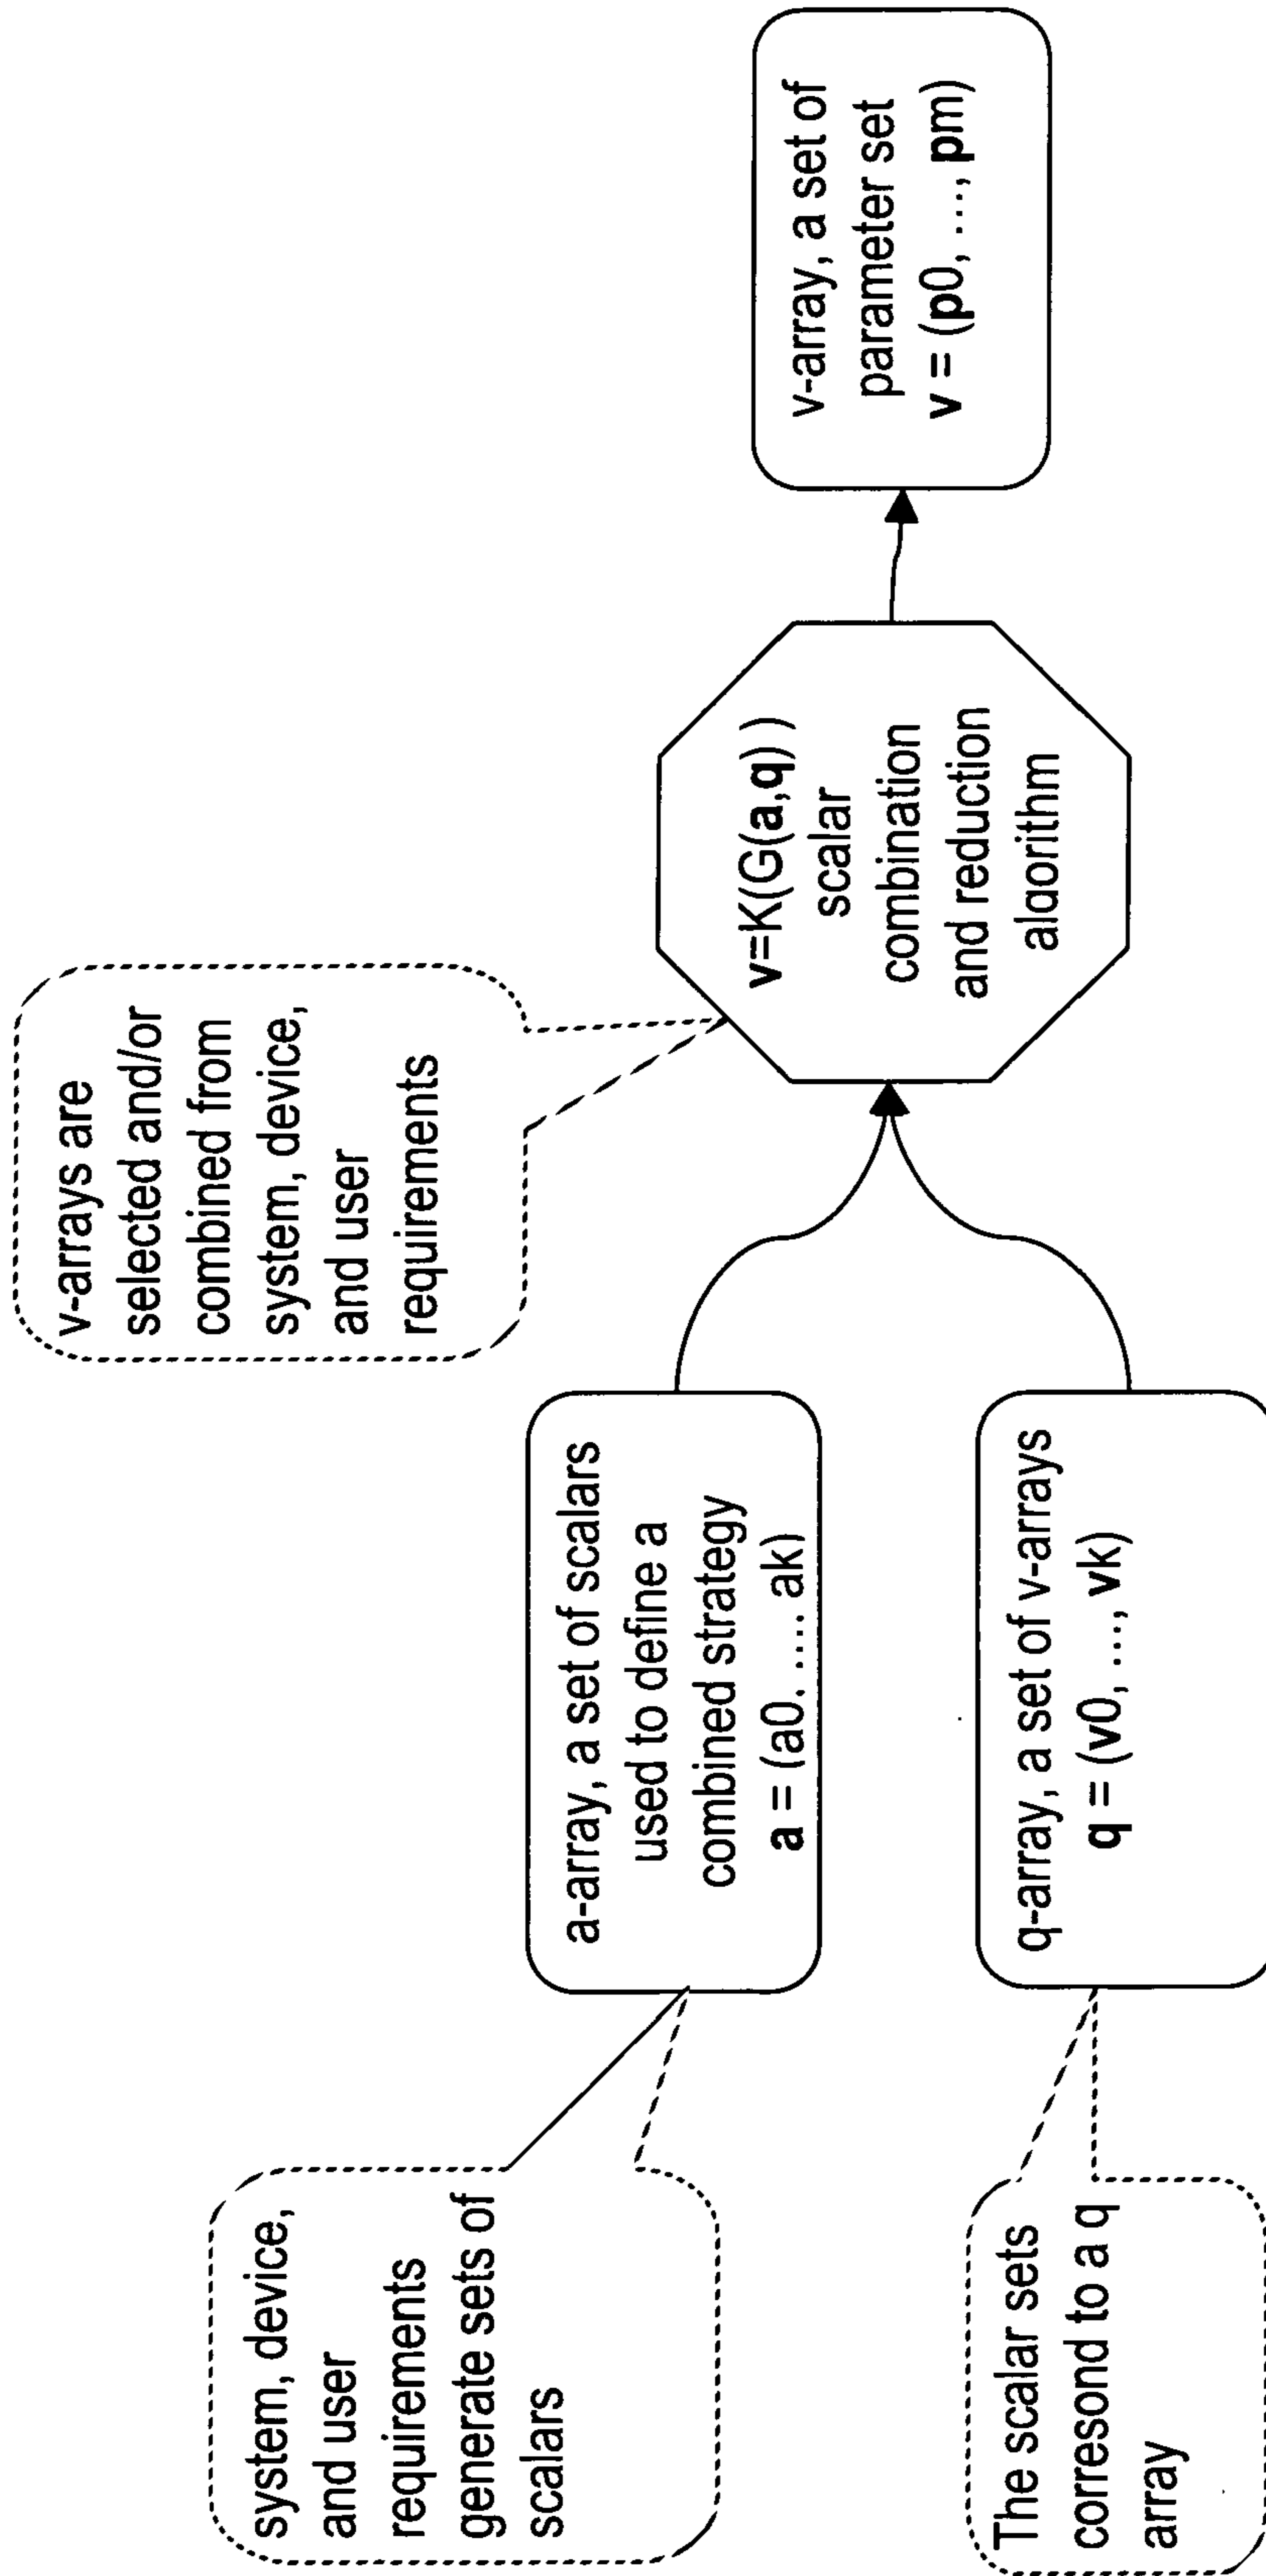 system, device,
and user
requirements
generate sets of
scalars
The scalar sets
corresond to a q
array
a-array, a set of scalars
used to define a
combined strategy
a = (a0. .... ak)
q-array, a set of v-arrays
q = (v0, ..., vk)
v-arrays are
selected and/or
combined from
system, device,
and user
requirements
v=K(G(a,q) )
scalar
combination
and reduction
algorithm
v-array, a set of
parameter set
v = (p0, ..., pm)